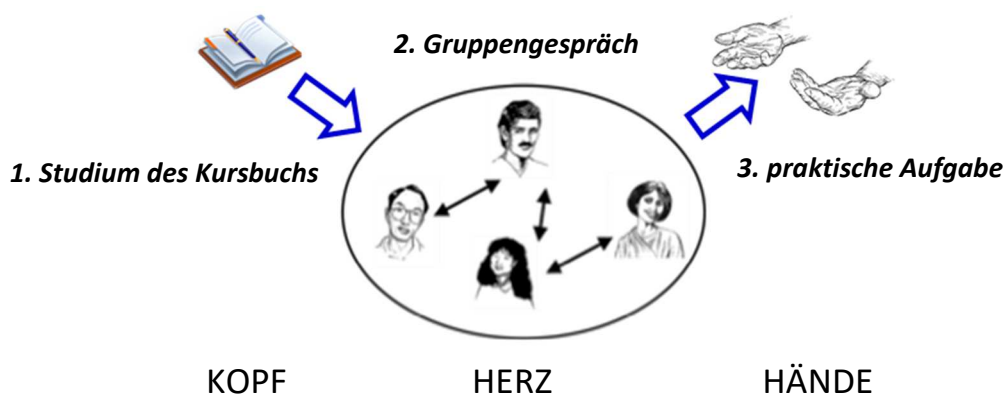 2. Gruppengespräch
1. Studium des Kursbuchs
3. praktische Aufgabe
KOPF
HERZ
HÄNDE